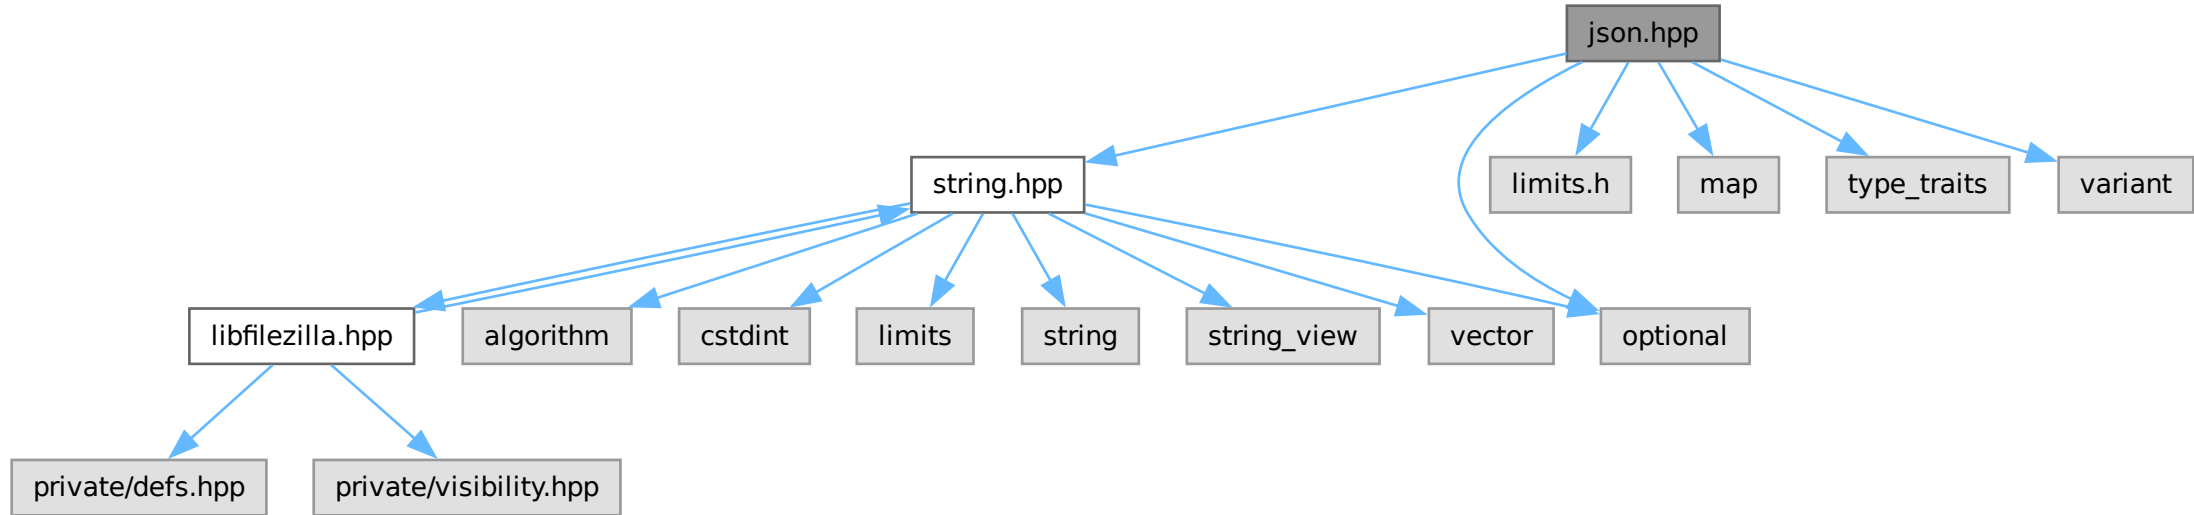 json.hpp
string.hpp
limits.h
map
type_traits
variant
libfilezilla.hpp
algorithm
cstdint
limits
string
string_view
vector
optional
private/defs.hpp
private/visibility.hpp